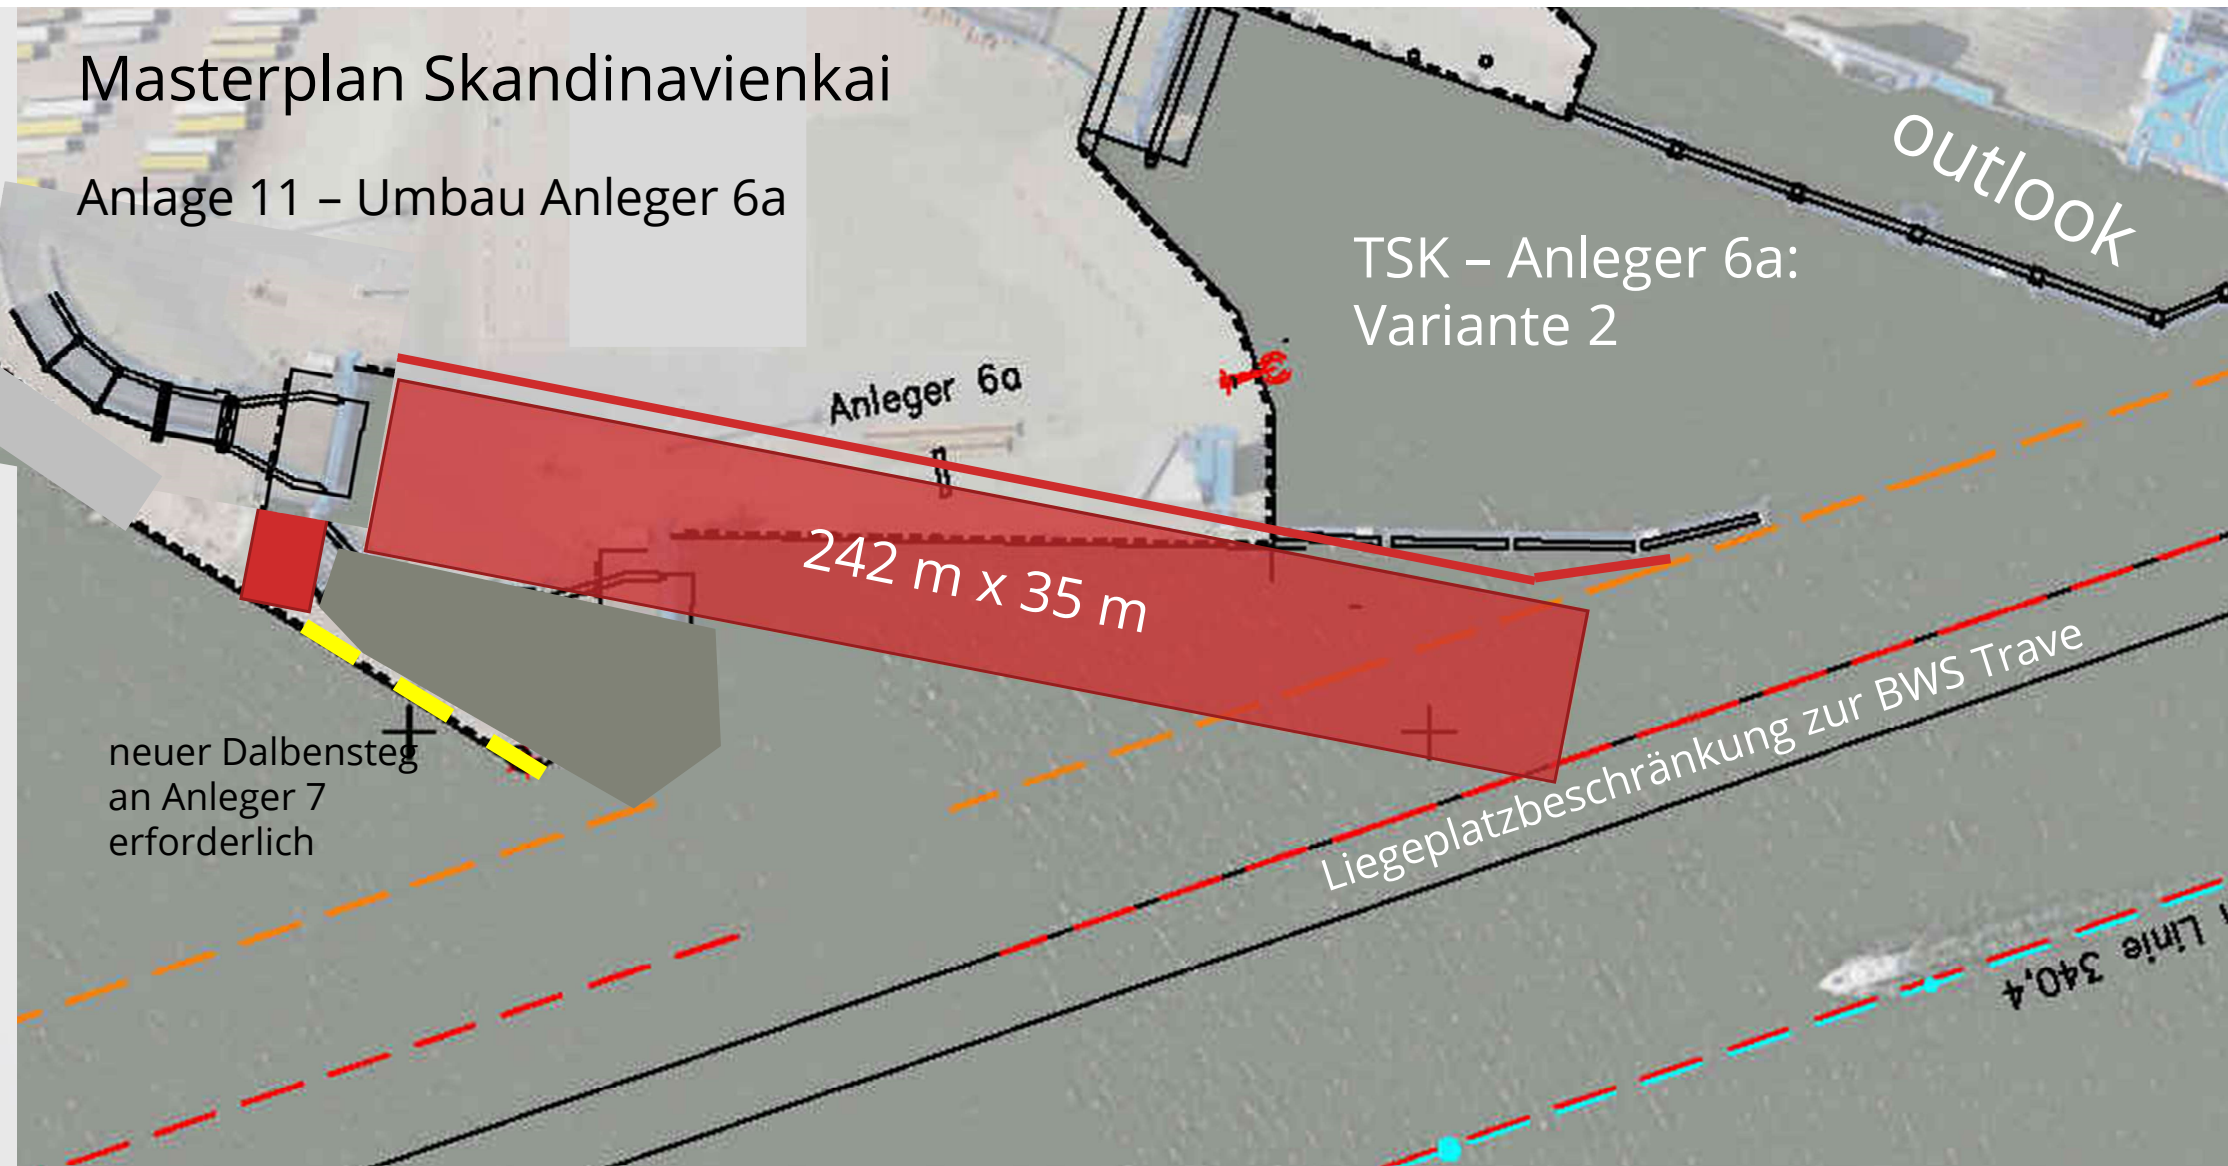 Masterplan Skandinavienkai
Anlage 11 – Umbau Anleger 6a
outlook
TSK – Anleger 6a:
Variante 2
Anleger 6a
242 m x 35 m
Liegeplatzbeschränkung zur BWS Trave
neuer Dalbensteg
an Anleger 7
erforderlich
Linie 340,4